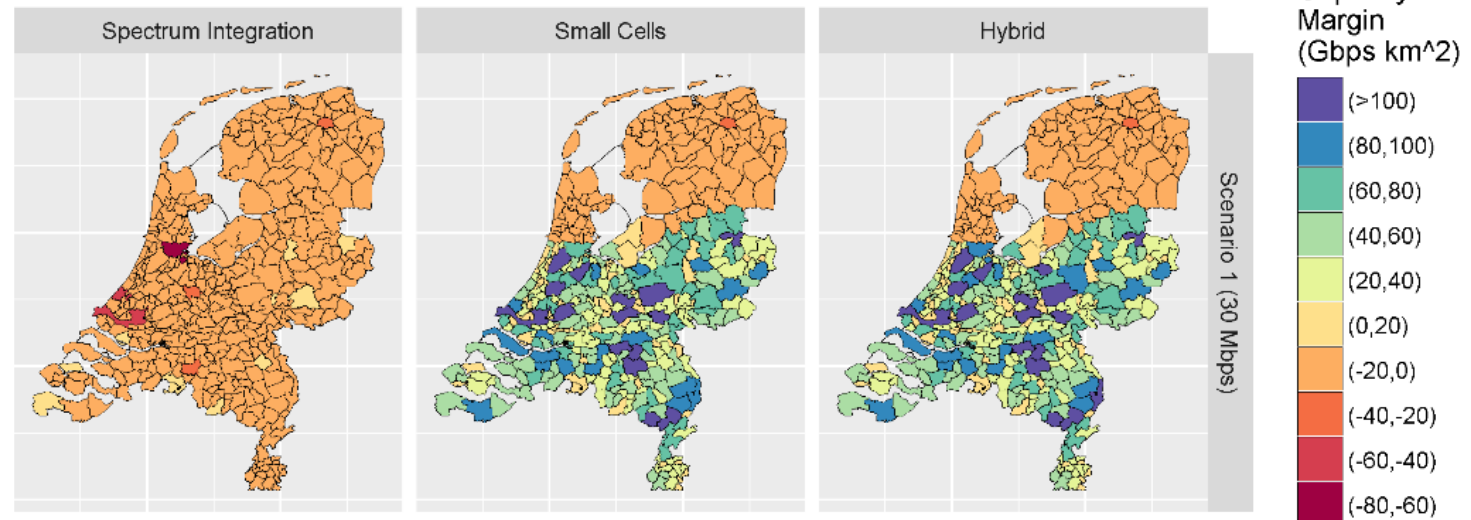 Spectrum Integration
Small Cells
Hybrid
Scenario 1 (30 Mbps)
Margin
(Gbps km^2)
(>100)
(80,100)
(60,80)
(40,60)
(20,40)
(0,20)
(-20,0)
(-40,-20)
(-60,-40)
(-80,-60)